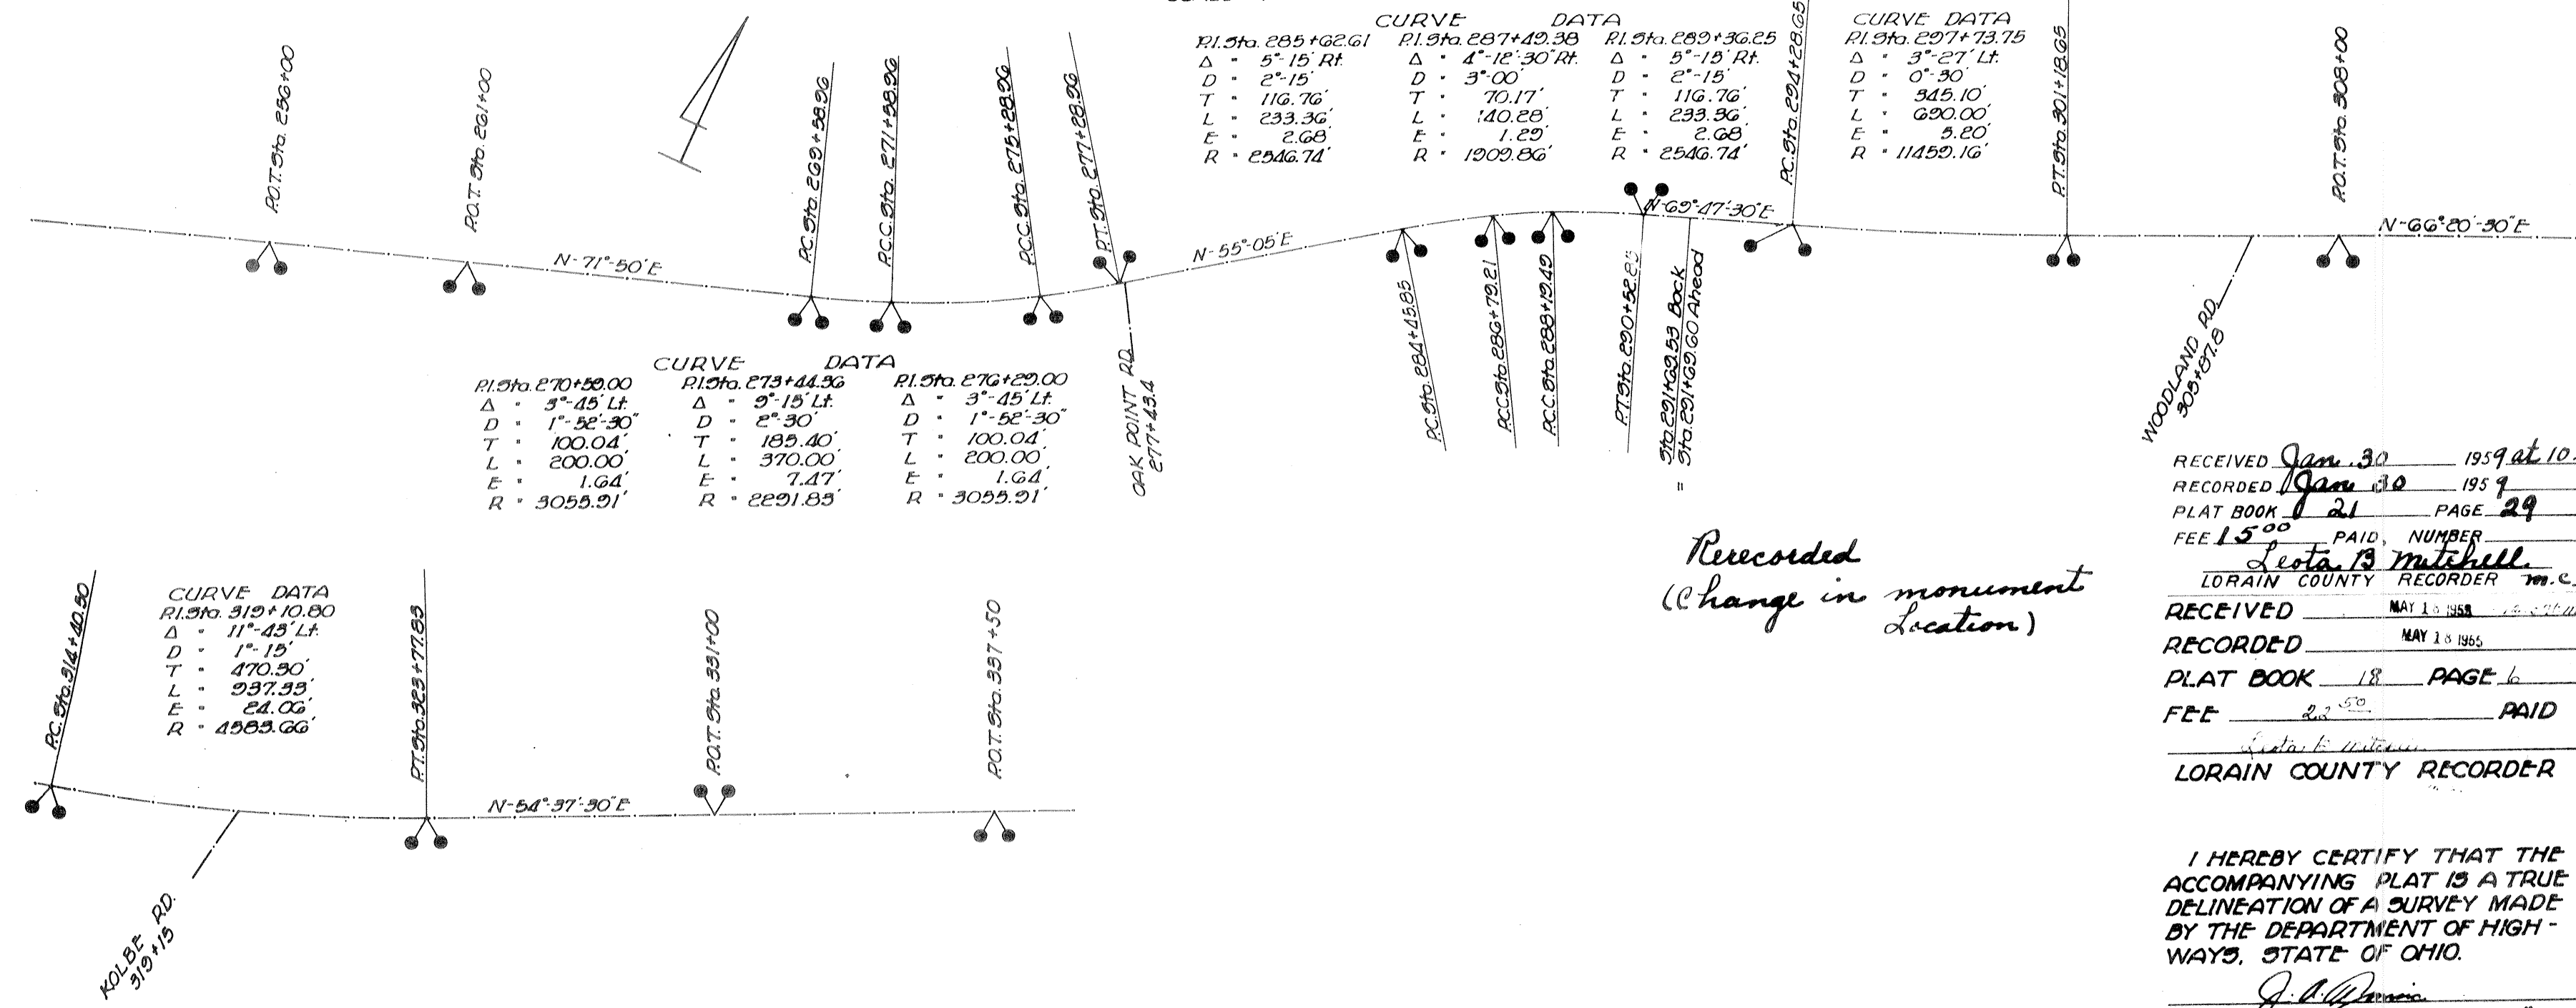 P.O.T. Sta. 256+00
P.O.T. Sta. 261+00
N-71°-50'E
P.C. Sta. 269+58.96
P.C.C. Sta. 271+58.96
P.C.C. Sta. 275+28.96
P.T. Sta. 277+28.96
OAK POINT RD.
277+43.4
N-55°-05'E
CURVE DATA
P.I. Sta. 285+62.61
Δ = 5°-15' Rt.
D = 2°-15'
T = 116.76'
L = 233.36'
E = 2.68'
R = 2546.74'
P.I. Sta. 287+49.38
Δ = 4°-12'-30" Rt.
D = 3°-00'
T = 70.17'
L = 140.28'
E = 1.29'
R = 1909.86'
P.I. Sta. 289+36.25
Δ = 5°-15' Rt.
D = 2°-15'
T = 116.76'
L = 233.36'
E = 2.68'
R = 2546.74'
P.C. Sta. 294+28.65
CURVE DATA
P.I. Sta. 297+73.75
Δ = 3°-27' Lt.
D = 0°-30'
T = 345.10'
L = 690.00'
E = 5.20'
R = 11459.16'
P.T. Sta. 301+18.65
P.O.T. Sta. 308+00
N-69°-47'-30"E
N-66°-20'-30"E
P.C. Sta. 284+45.85
P.C.C. Sta. 286+79.21
P.C.C. Sta. 288+19.49
P.T. Sta. 290+52.85
Sta. 291+69.53 Back
= Sta. 291+69.60 Ahead
WOODLAND RD.
305+87.8
CURVE DATA
P.I. Sta. 270+59.00
Δ = 3°-45' Lt.
D = 1°-52'-30"
T = 100.04'
L = 200.00'
E = 1.64'
R = 3055.91'
P.I. Sta. 273+44.36
Δ = 9°-15' Lt.
D = 2°-30'
T = 185.40'
L = 370.00'
E = 7.47'
R = 2291.83'
P.I. Sta. 276+29.00
Δ = 3°-45' Lt.
D = 1°-52'-30"
T = 100.04'
L = 200.00'
E = 1.64'
R = 3055.91'
P.C. Sta. 314+40.50
CURVE DATA
P.I. Sta. 319+10.80
Δ = 11°-43' Lt.
D = 1°-15'
T = 470.30'
L = 937.33'
E = 24.06'
R = 4583.66'
P.T. Sta. 323+77.83
N-54°-37'-30"E
P.O.T. Sta. 331+00
P.O.T. Sta. 337+50
KOLBE RD.
319+15
Rerecorded
(Change in monument
Location)
RECEIVED Jan. 30 1959 at 10
RECORDED Jan 30 1959
PLAT BOOK 21 PAGE 29
FEE 15 00 PAID, NUMBER
Leota B Mitchell
LORAIN COUNTY RECORDER m.c.
RECEIVED MAY
RECORDED MAY 18 1955
PLAT BOOK 18 PAGE 6
FEE 22 50 PAID
LORAIN COUNTY RECORDER
I HEREBY CERTIFY THAT THE
ACCOMPANYING PLAT IS A TRUE
DELINEATION OF A SURVEY MADE
BY THE DEPARTMENT OF HIGH-
WAYS, STATE OF OHIO.